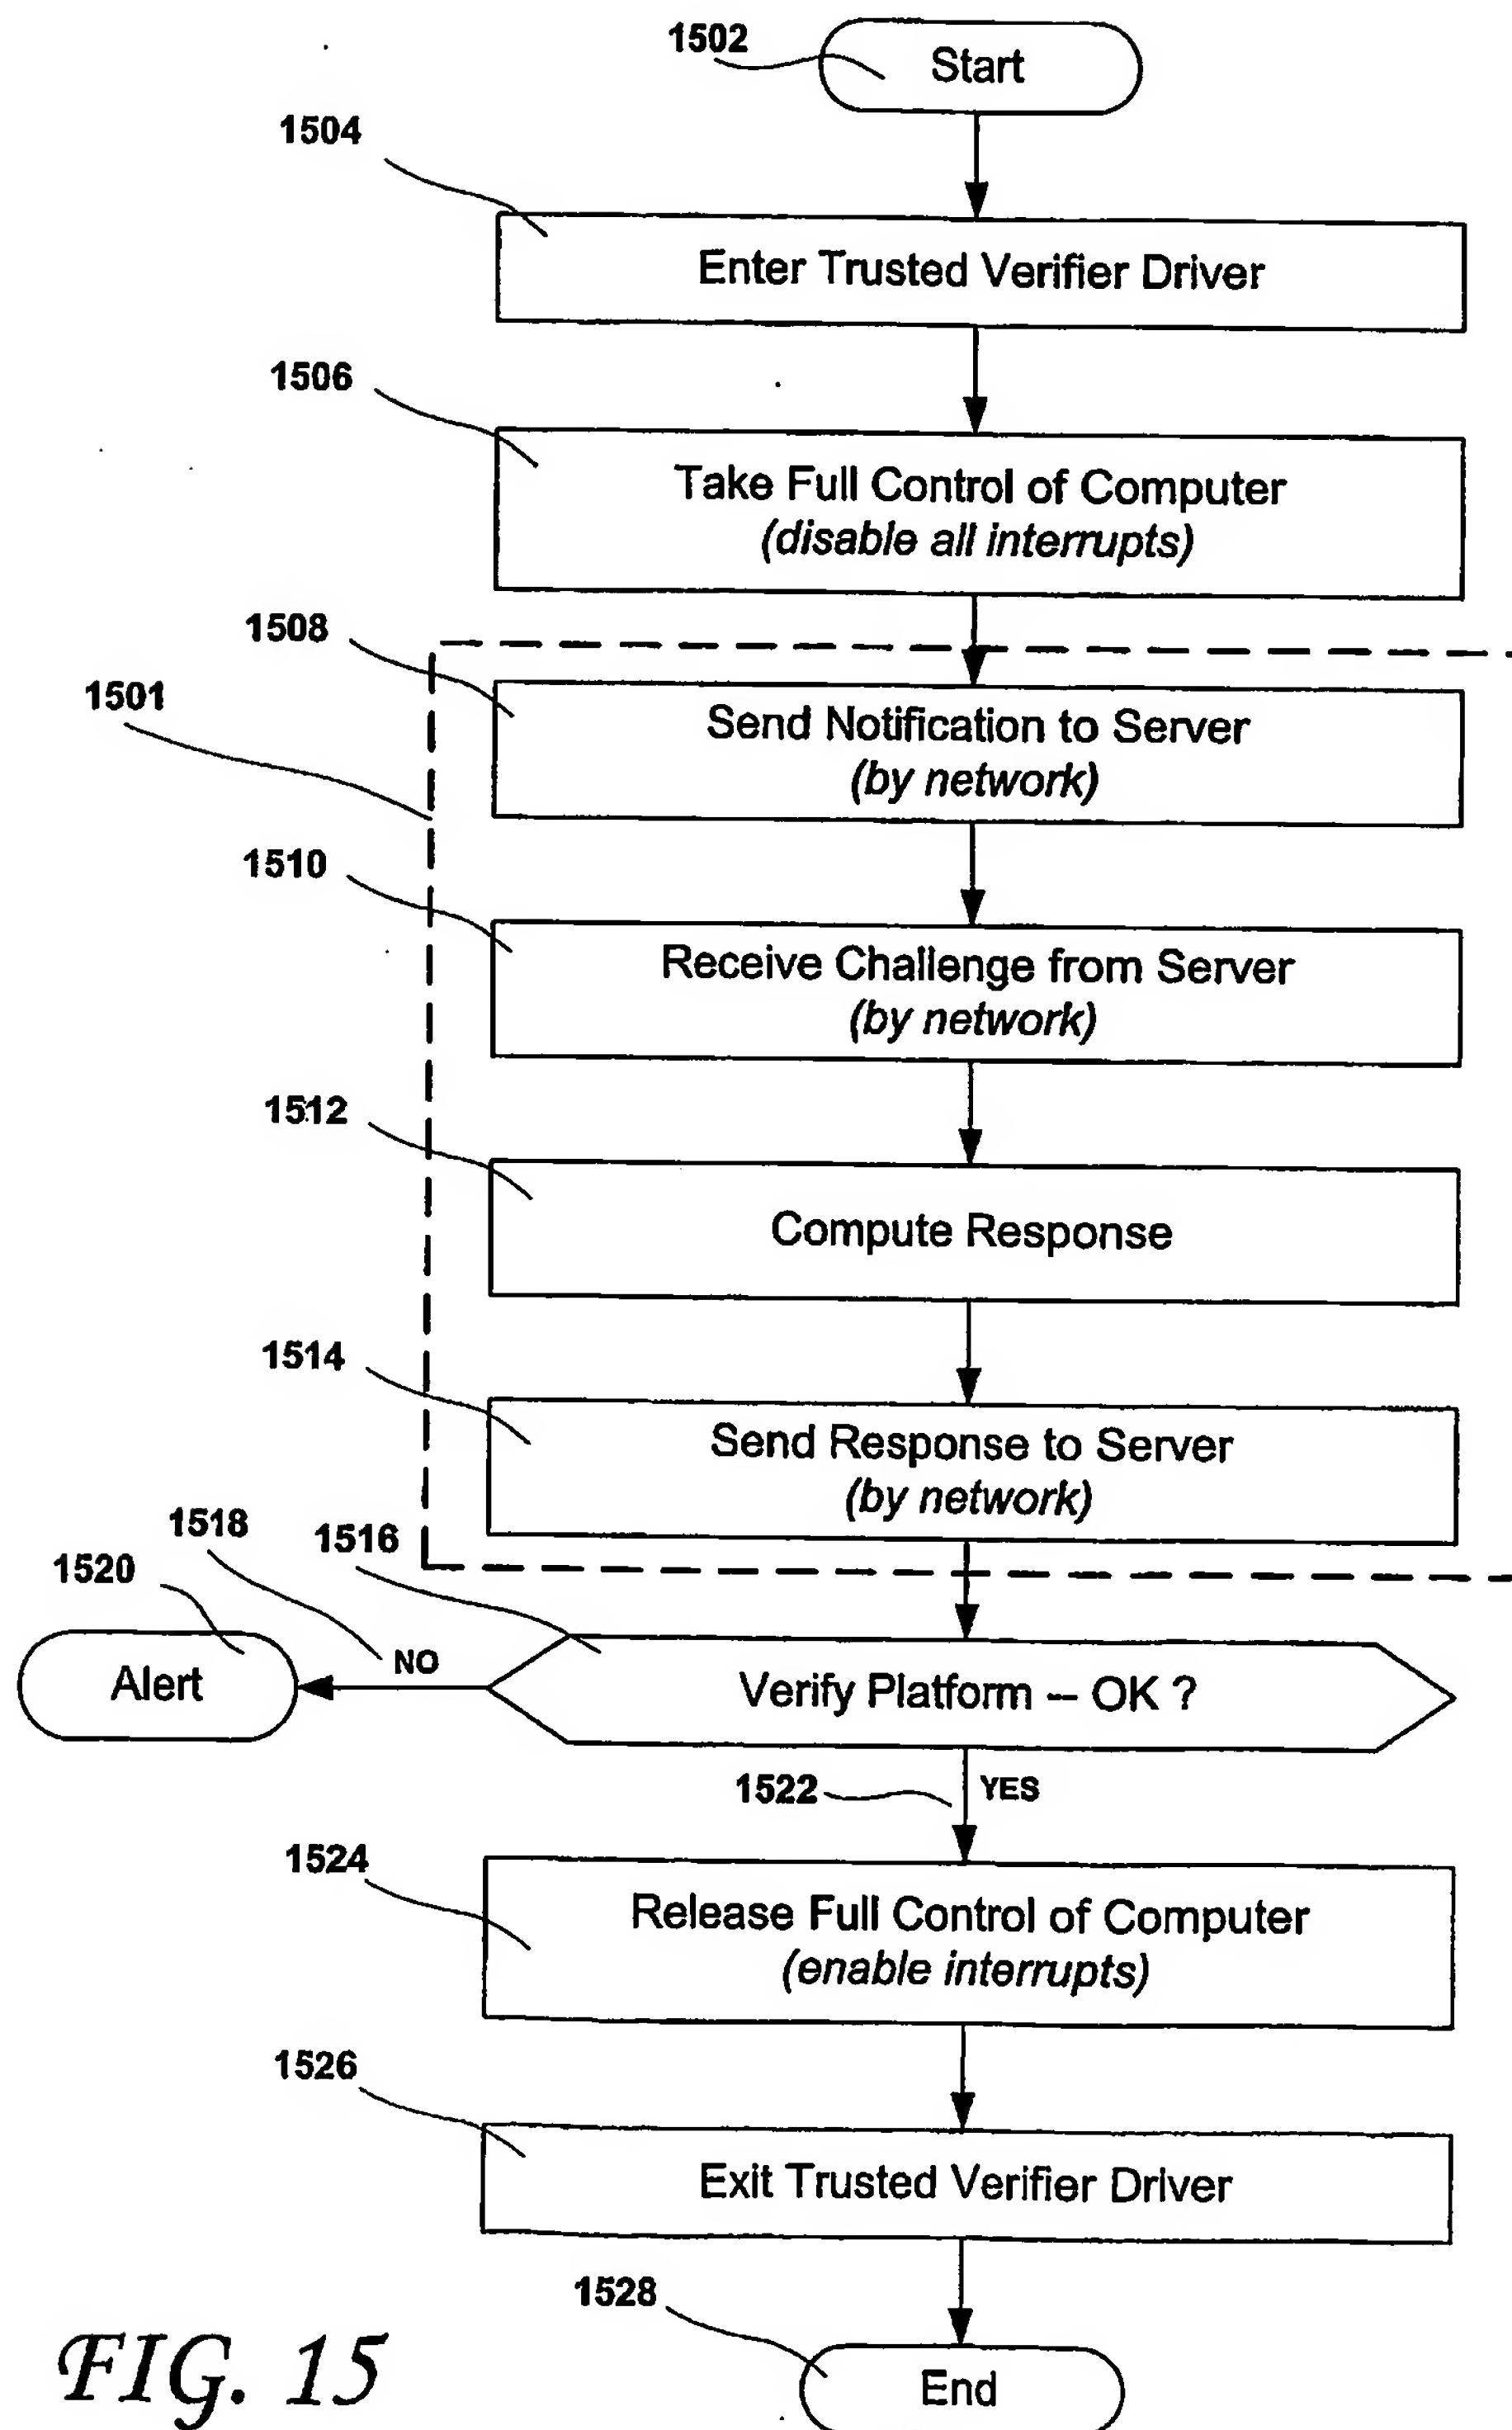 1502
Start
1504
Enter Trusted Verifier Driver
1506
Take Full Control of Computer
(disable all interrupts)
1508
1501
Send Notification to Server
(by network)
1510
Receive Challenge from Server
(by network)
1512
Compute Response
1514
Send Response to Server
(by network)
1518
1516
1520
Alert
NO
Verify Platform – OK ?
1522
YES
1524
Release Full Control of Computer
(enable interrupts)
1526
Exit Trusted Verifier Driver
1528
End
FIG. 15